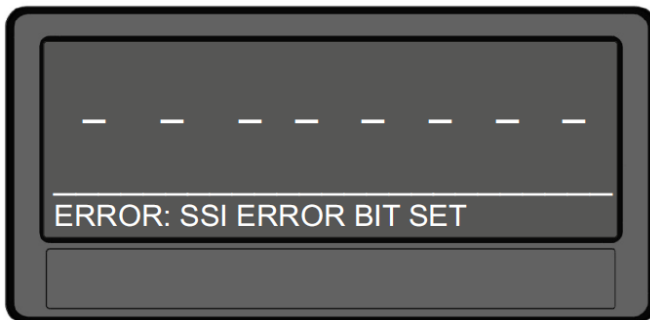 – – – – – – – –
ERROR: SSI ERROR BIT SET